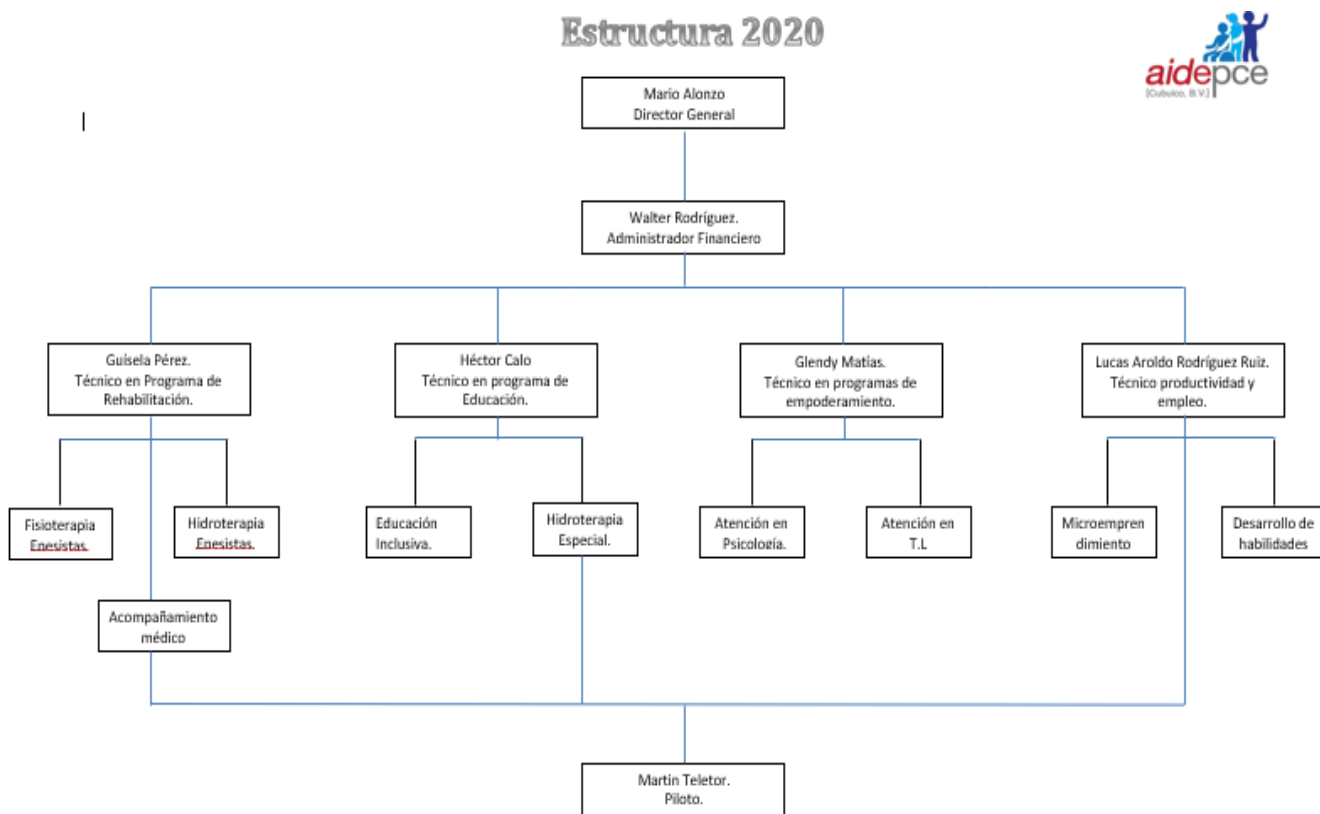 Estructura 2020
aidepce
[Cubulco, B.V.]
Mario Alonzo
Director General
Walter Rodríguez.
Administrador Financiero
Guisela Pérez.
Técnico en Programa de
Rehabilitación.
Héctor Calo
Técnico en programa de
Educación.
Glendy Matías.
Técnico en programas de
empoderamiento.
Lucas Aroldo Rodríguez Ruiz.
Técnico productividad y
empleo.
Fisioterapia
Epesistas.
Hidroterapia
Epesistas.
Educación
Inclusiva.
Hidroterapia
Especial.
Atención en
Psicología.
Atención en
T.L
Microempren
dimiento
Desarrollo de
habilidades
Acompañamiento
médico
Martin Teletor.
Piloto.